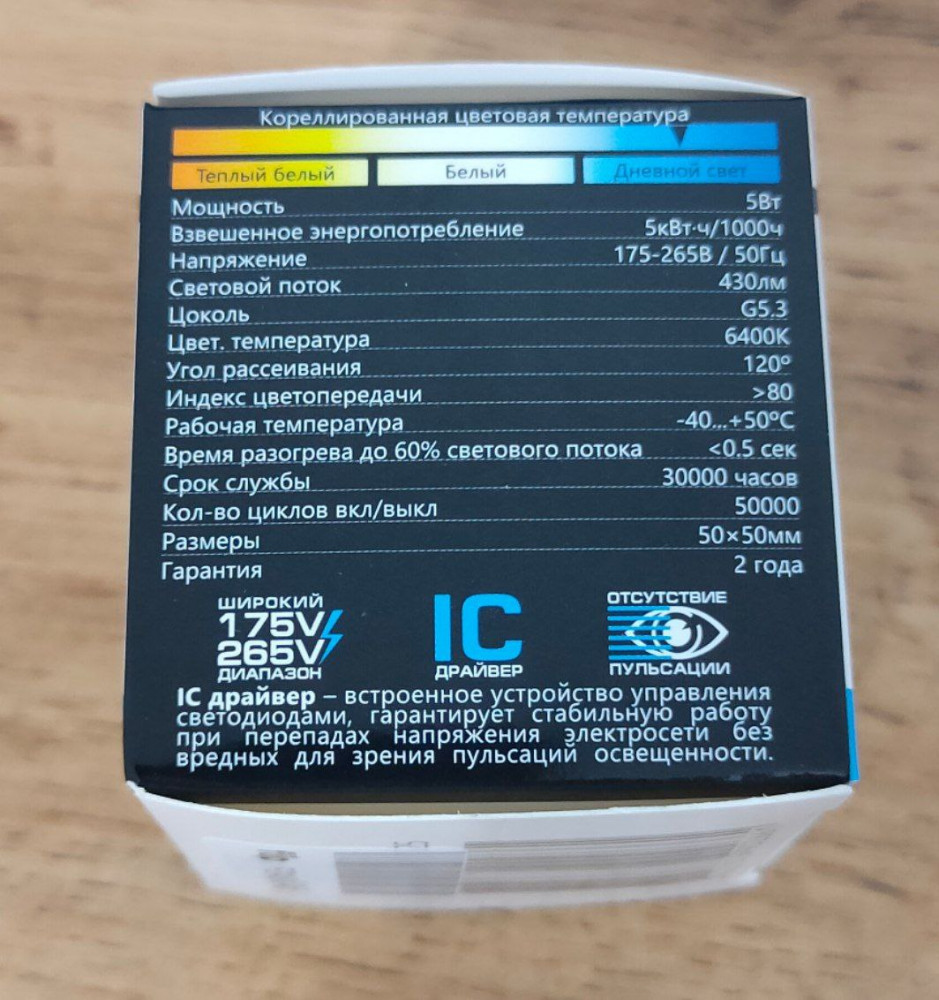 Кореллированная цветовая температура
Теплый белый Белый Дневной свет
Мощность 5Вт
Взвешенное энергопотребление 5кВт·ч/1000ч
Напряжение 175-265В / 50Гц
Световой поток 430лм
Цоколь G5.3
Цвет. температура 6400K
Угол рассеивания 120º
Индекс цветопередачи >80
Рабочая температура -40...+50ºC
Время разогрева до 60% светового потока <0.5 сек
Срок службы 30000 часов
Кол-во циклов вкл/выкл 50000
Размеры 50×50мм
Гарантия 2 года
ШИРОКИЙ
175V
265V
ДИАПАЗОН
IC
ДРАЙВЕР
ОТСУТСТВИЕ
ПУЛЬСАЦИИ
IC драйвер – встроенное устройство управления
светодиодами, гарантирует стабильную работу
при перепадах напряжения электросети без
вредных для зрения пульсаций освещенности.